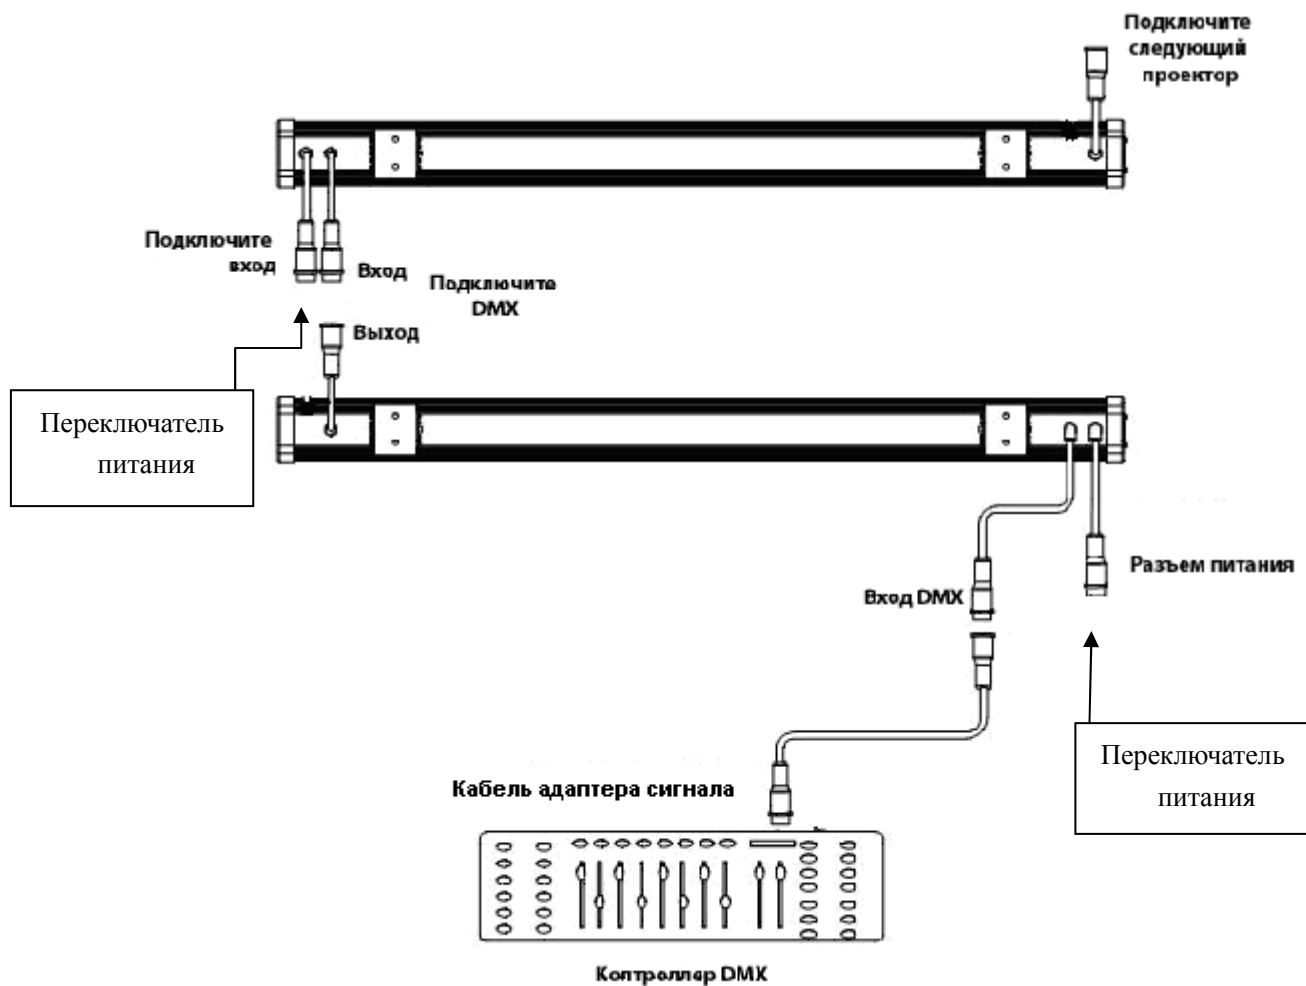 Подключите
следующий
проектор
Подключите
вход
Вход
Подключите
DMX
Выход
Переключатель
питания
Разъем питания
Вход DMX
Переключатель
питания
Кабель адаптера сигнала
Колтроллер DMX